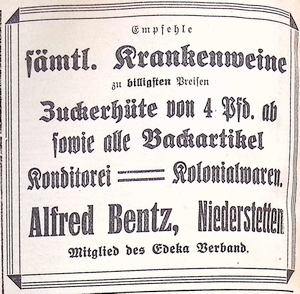 Empfehle
sämtl. Krankenweine
zu billigsten Preisen
Zuckerhüte von 4 Pfd. ab
sowie alle Backartikel
Konditorei == Kolonialwaren.
Alfred Bentz, Niederstetten
Mitglied des Edeka Verband.